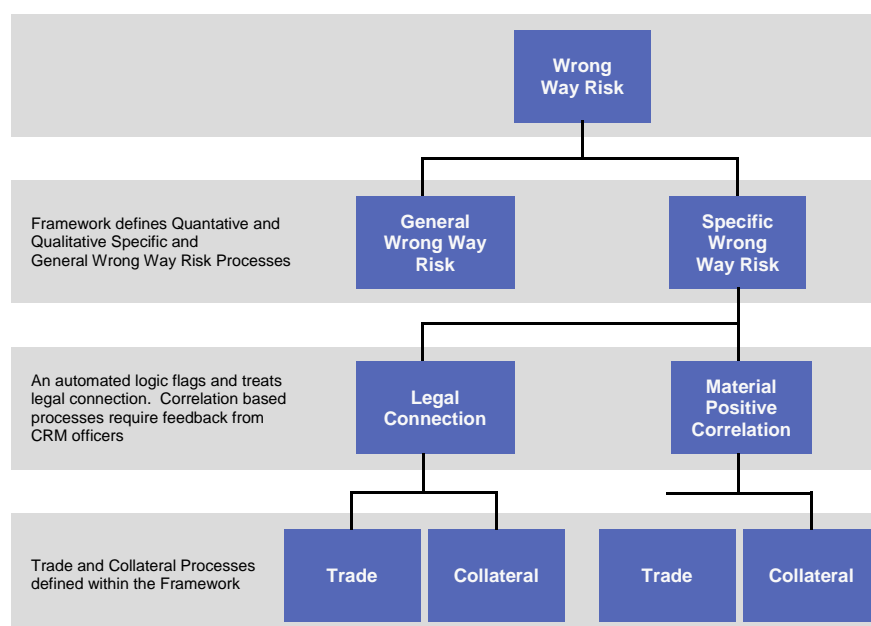 Wrong
Way Risk
Framework defines Quantative and
Qualitative Specific and
General Wrong Way Risk Processes
General
Wrong Way
Risk
Specific
Wrong
Way Risk
An automated logic flags and treats
legal connection. Correlation based
processes require feedback from
CRM officers
Legal
Connection
Material
Positive
Correlation
Trade and Collateral Processes
defined within the Framework
Trade
Collateral
Trade
Collateral